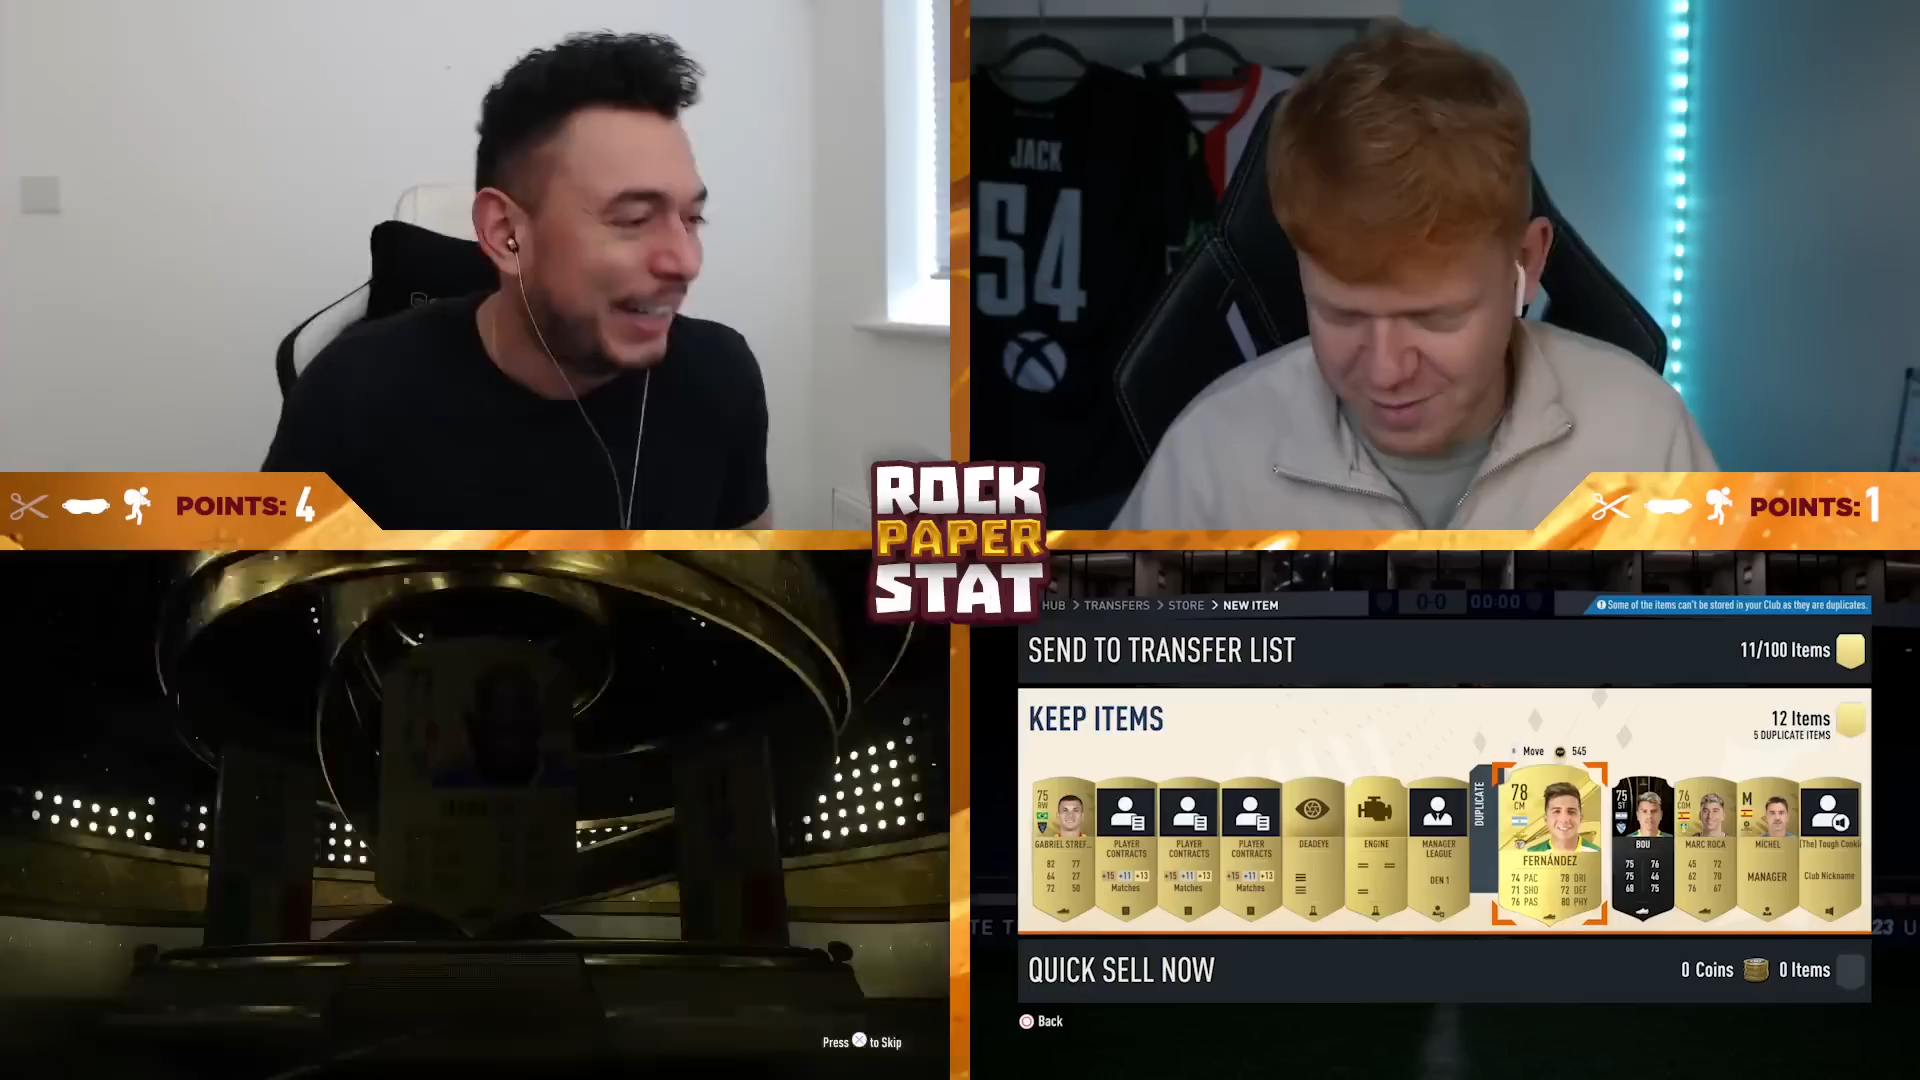 JACK
54
POINTS: 4
POINTS: 1
ROCK
PAPER
STAT
HUB > TRANSFERS > STORE > NEW ITEM
0-0 00:00
Some of the items can't be stored in your Club as they are duplicates.
SEND TO TRANSFER LIST
11/100 Items
KEEP ITEMS
12 Items
5 DUPLICATE ITEMS
Move 545
DUPLICATE
75
RW
GABRIEL STREF...
82 77
64 27
72 50
PLAYER
CONTRACTS
+15 +11 +13
Matches
PLAYER
CONTRACTS
+15 +11 +13
Matches
PLAYER
CONTRACTS
+15 +11 +13
Matches
DEADEYE
ENGINE
MANAGER
LEAGUE
DEN 1
78
CM
FERNÁNDEZ
74 PAC 78 DRI
71 SHO 72 DEF
76 PAS 80 PHY
75
ST
BOU
75 76
75 46
68 75
76
CDM
MARC ROCA
45 72
62 70
76 67
M
MICHEL
MANAGER
(The) Tough Cooki
Club Nickname
TE T
23 U
QUICK SELL NOW
0 Coins 0 Items
Back
Press to Skip